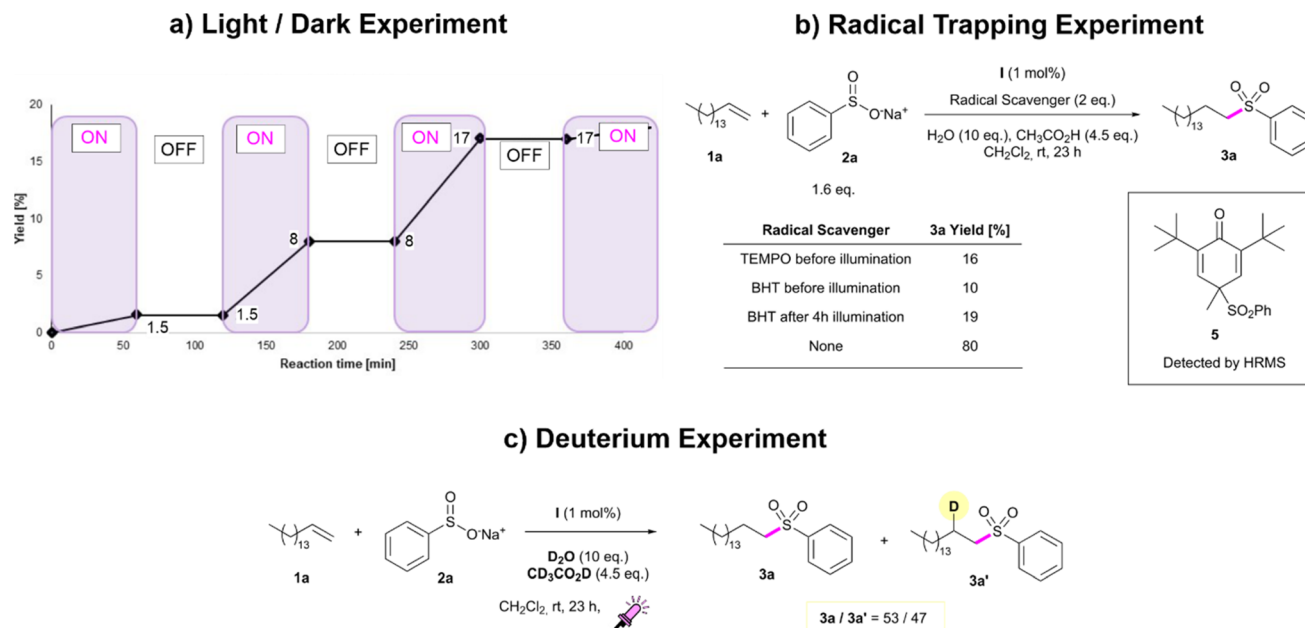 a) Light / Dark Experiment
Yield [%]
20
15
10
5
0
ON
OFF
ON
OFF
ON
OFF
ON
1.5
1.5
8
8
17
17
0
50
100
150
200
250
300
350
400
Reaction time [min]
b) Radical Trapping Experiment
13
1a
+
O
S
O⁻Na⁺
2a
1.6 eq.
I (1 mol%)
Radical Scavenger (2 eq.)
H₂O (10 eq.), CH₃CO₂H (4.5 eq.)
CH₂Cl₂, rt, 23 h
O O
S
13
3a
Radical Scavenger 3a Yield [%]
TEMPO before illumination 16
BHT before illumination 10
BHT after 4h illumination 19
None 80
O
Me
SO₂Ph
5
Detected by HRMS
c) Deuterium Experiment
13
1a
+
O
S
O⁻Na⁺
2a
I (1 mol%)
D₂O (10 eq.)
CD₃CO₂D (4.5 eq.)
CH₂Cl₂, rt, 23 h,
O O
S
13
3a
+
D
O O
S
13
3a'
3a / 3a' = 53 / 47